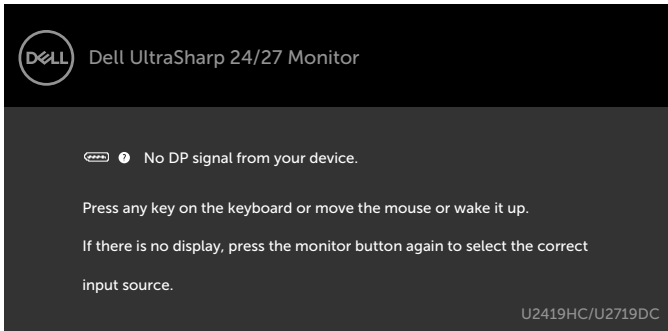 DELL Dell UltraSharp 24/27 Monitor
? No DP signal from your device.
Press any key on the keyboard or move the mouse or wake it up.
If there is no display, press the monitor button again to select the correct
input source.
U2419HC/U2719DC